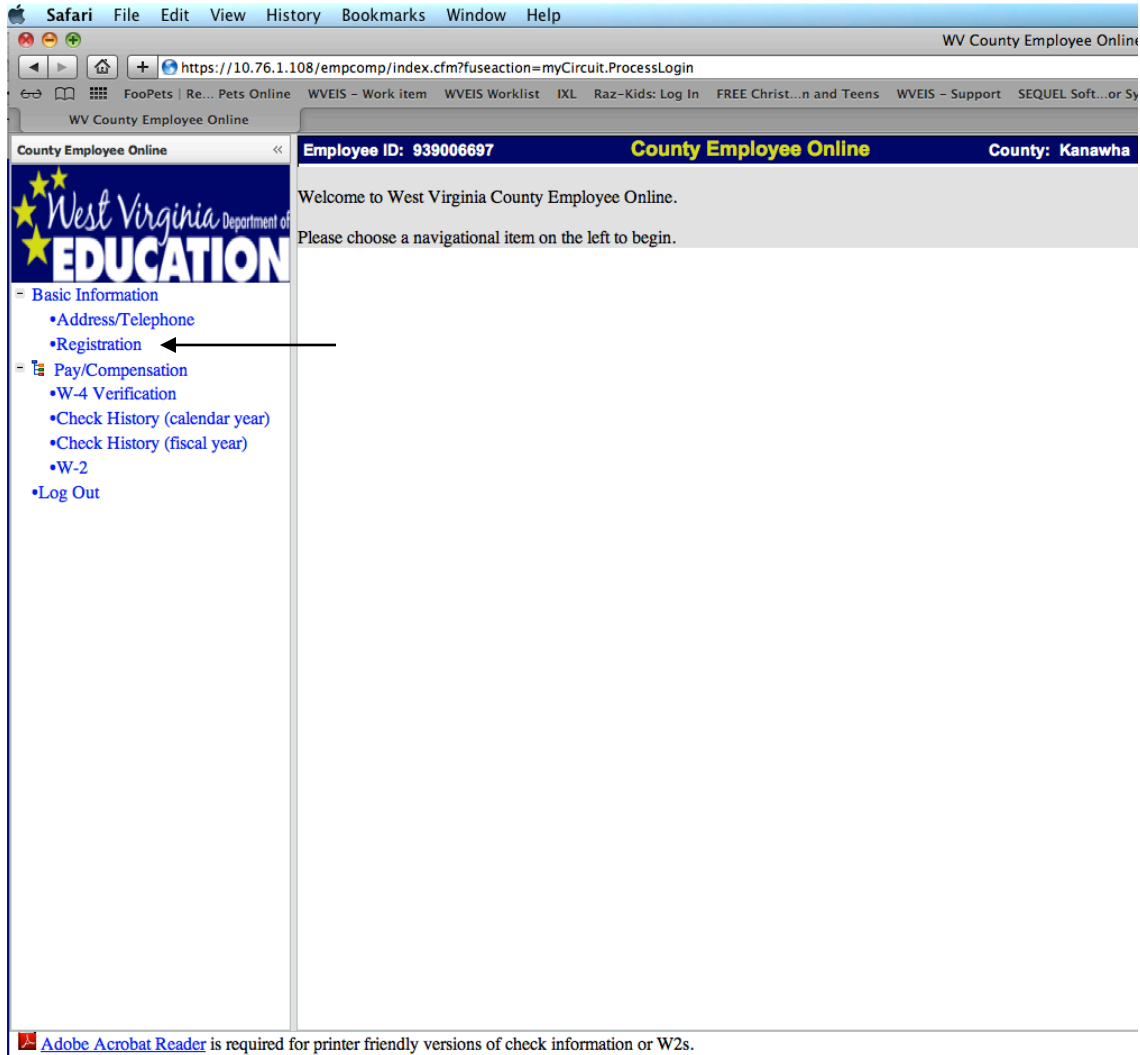 Safari File Edit View History Bookmarks Window Help
WV County Employee Online
https://10.76.1.108/empcomp/index.cfm?fuseaction=myCircuit.ProcessLogin
FooPets | Re... Pets Online WVEIS - Work item WVEIS Worklist IXL Raz-Kids: Log In FREE Christ...n and Teens WVEIS - Support SEQUEL Soft...or Sy
WV County Employee Online
County Employee Online «
Employee ID: 939006697 County Employee Online County: Kanawha
West Virginia Department of
EDUCATION
Welcome to West Virginia County Employee Online.
Please choose a navigational item on the left to begin.
Basic Information
•Address/Telephone
•Registration
Pay/Compensation
•W-4 Verification
•Check History (calendar year)
•Check History (fiscal year)
•W-2
•Log Out
Adobe Acrobat Reader is required for printer friendly versions of check information or W2s.